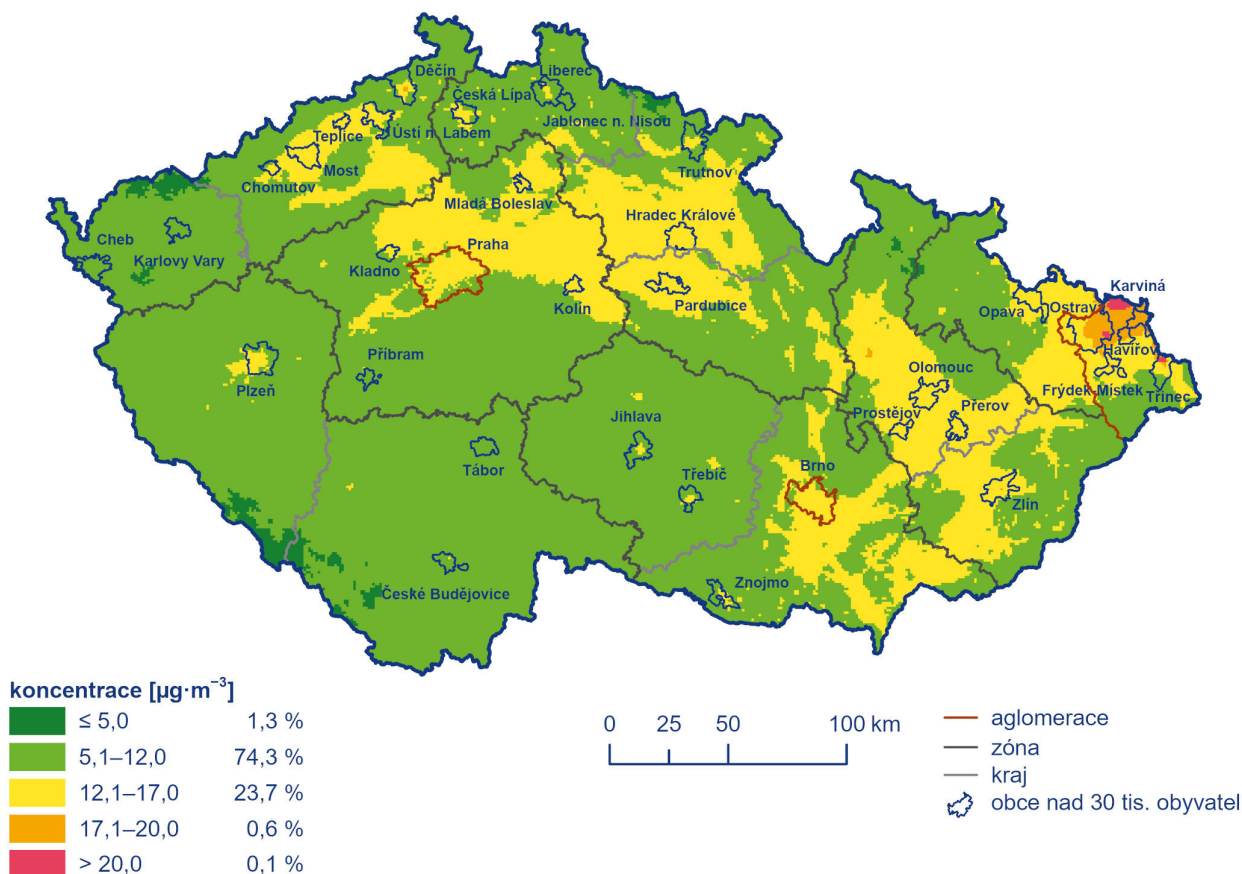 Děčín
Liberec
Česká Lípa
Jablonec n. Nisou
Teplice
Ústí n. Labem
Most
Chomutov
Trutnov
Mladá Boleslav
Hradec Králové
Cheb
Karlovy Vary
Praha
Kladno
Kolín
Pardubice
Karviná
Opava
Ostrava
Havířov
Příbram
Plzeň
Olomouc
Frýdek Místek
Třinec
Prostějov
Přerov
Jihlava
Tábor
Třebíč
Brno
Zlín
Znojmo
České Budějovice
koncentrace [µg·m⁻³]
≤ 5,0 1,3 %
5,1–12,0 74,3 %
12,1–17,0 23,7 %
17,1–20,0 0,6 %
> 20,0 0,1 %
0 25 50 100 km
aglomerace
zóna
kraj
obce nad 30 tis. obyvatel